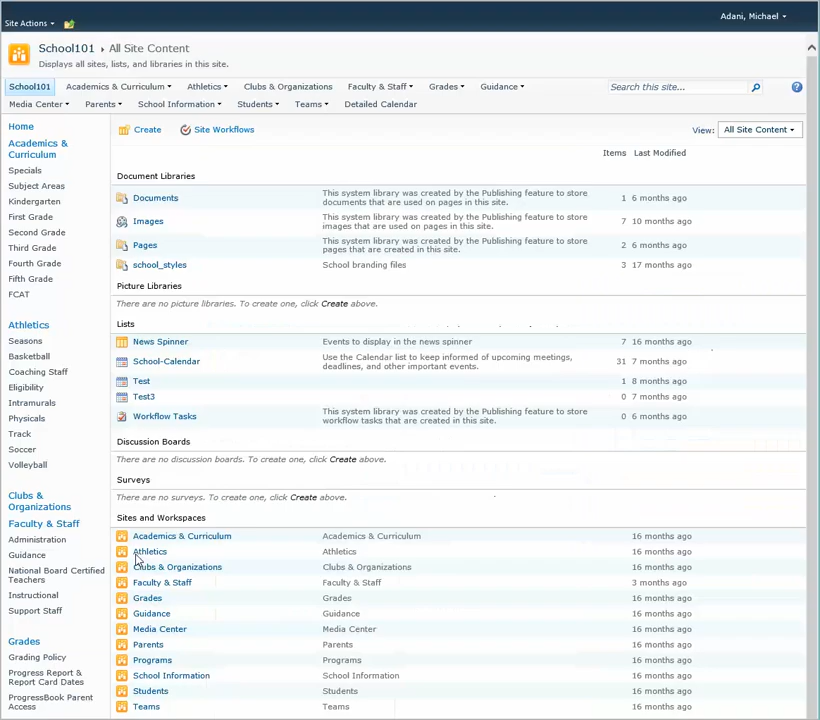 Site Actions
Adani, Michael
School101 ▸ All Site Content
Displays all sites, lists, and libraries in this site.
School101 Academics & Curriculum Athletics Clubs & Organizations Faculty & Staff Grades Guidance
Search this site...
Media Center Parents School Information Students Teams Detailed Calendar
Home
Academics &
Curriculum
Specials
Subject Areas
Kindergarten
First Grade
Second Grade
Third Grade
Fourth Grade
Fifth Grade
FCAT
Athletics
Seasons
Basketball
Coaching Staff
Eligibility
Intramurals
Physicals
Track
Soccer
Volleyball
Clubs &
Organizations
Faculty & Staff
Administration
Guidance
National Board Certified
Teachers
Instructional
Support Staff
Grades
Grading Policy
Progress Report &
Report Card Dates
ProgressBook Parent
Access
Create Site Workflows
View: All Site Content
Items Last Modified
Document Libraries
Documents This system library was created by the Publishing feature to store 1 6 months ago
documents that are used on pages in this site.
Images This system library was created by the Publishing feature to store 7 10 months ago
images that are used on pages in this site.
Pages This system library was created by the Publishing feature to store 2 6 months ago
pages that are created in this site.
school_styles School branding files 3 17 months ago
Picture Libraries
There are no picture libraries. To create one, click Create above.
Lists
News Spinner Events to display in the news spinner 7 16 months ago
School-Calendar Use the Calendar list to keep informed of upcoming meetings, 31 7 months ago
deadlines, and other important events.
Test 1 8 months ago
Test3 0 7 months ago
Workflow Tasks This system library was created by the Publishing feature to store 0 6 months ago
workflow tasks that are created in this site.
Discussion Boards
There are no discussion boards. To create one, click Create above.
Surveys
There are no surveys. To create one, click Create above.
Sites and Workspaces
Academics & Curriculum Academics & Curriculum 16 months ago
Athletics Athletics 16 months ago
Clubs & Organizations Clubs & Organizations 16 months ago
Faculty & Staff Faculty & Staff 3 months ago
Grades Grades 16 months ago
Guidance Guidance 16 months ago
Media Center Media Center 16 months ago
Parents Parents 16 months ago
Programs Programs 16 months ago
School Information School Information 16 months ago
Students Students 16 months ago
Teams Teams 16 months ago